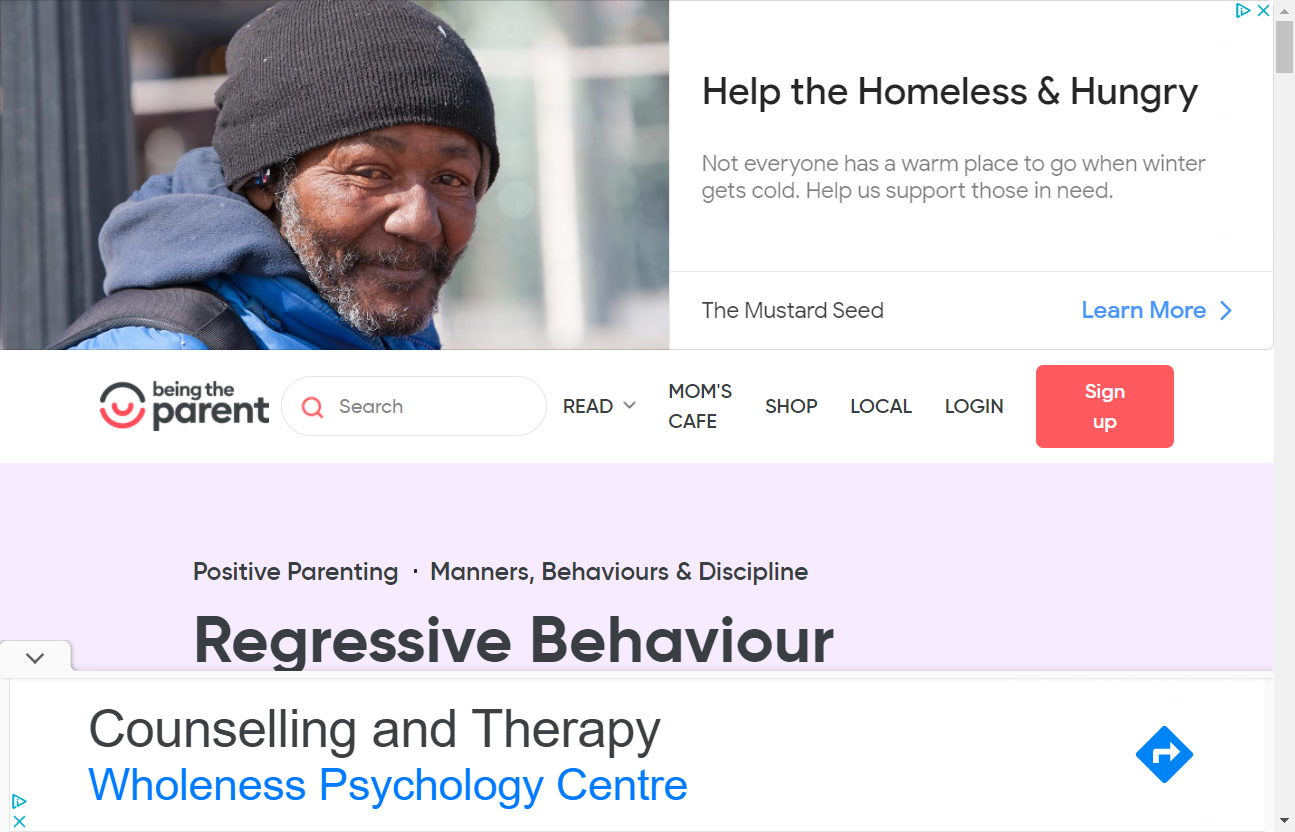 Help the Homeless & Hungry
Not everyone has a warm place to go when winter
gets cold. Help us support those in need.
The Mustard Seed
Learn More
being the
parent
Search
READ
MOM'S
CAFE
SHOP
LOCAL
LOGIN
Sign
up
Positive Parenting · Manners, Behaviours & Discipline
Regressive Behaviour
Counselling and Therapy
Wholeness Psychology Centre